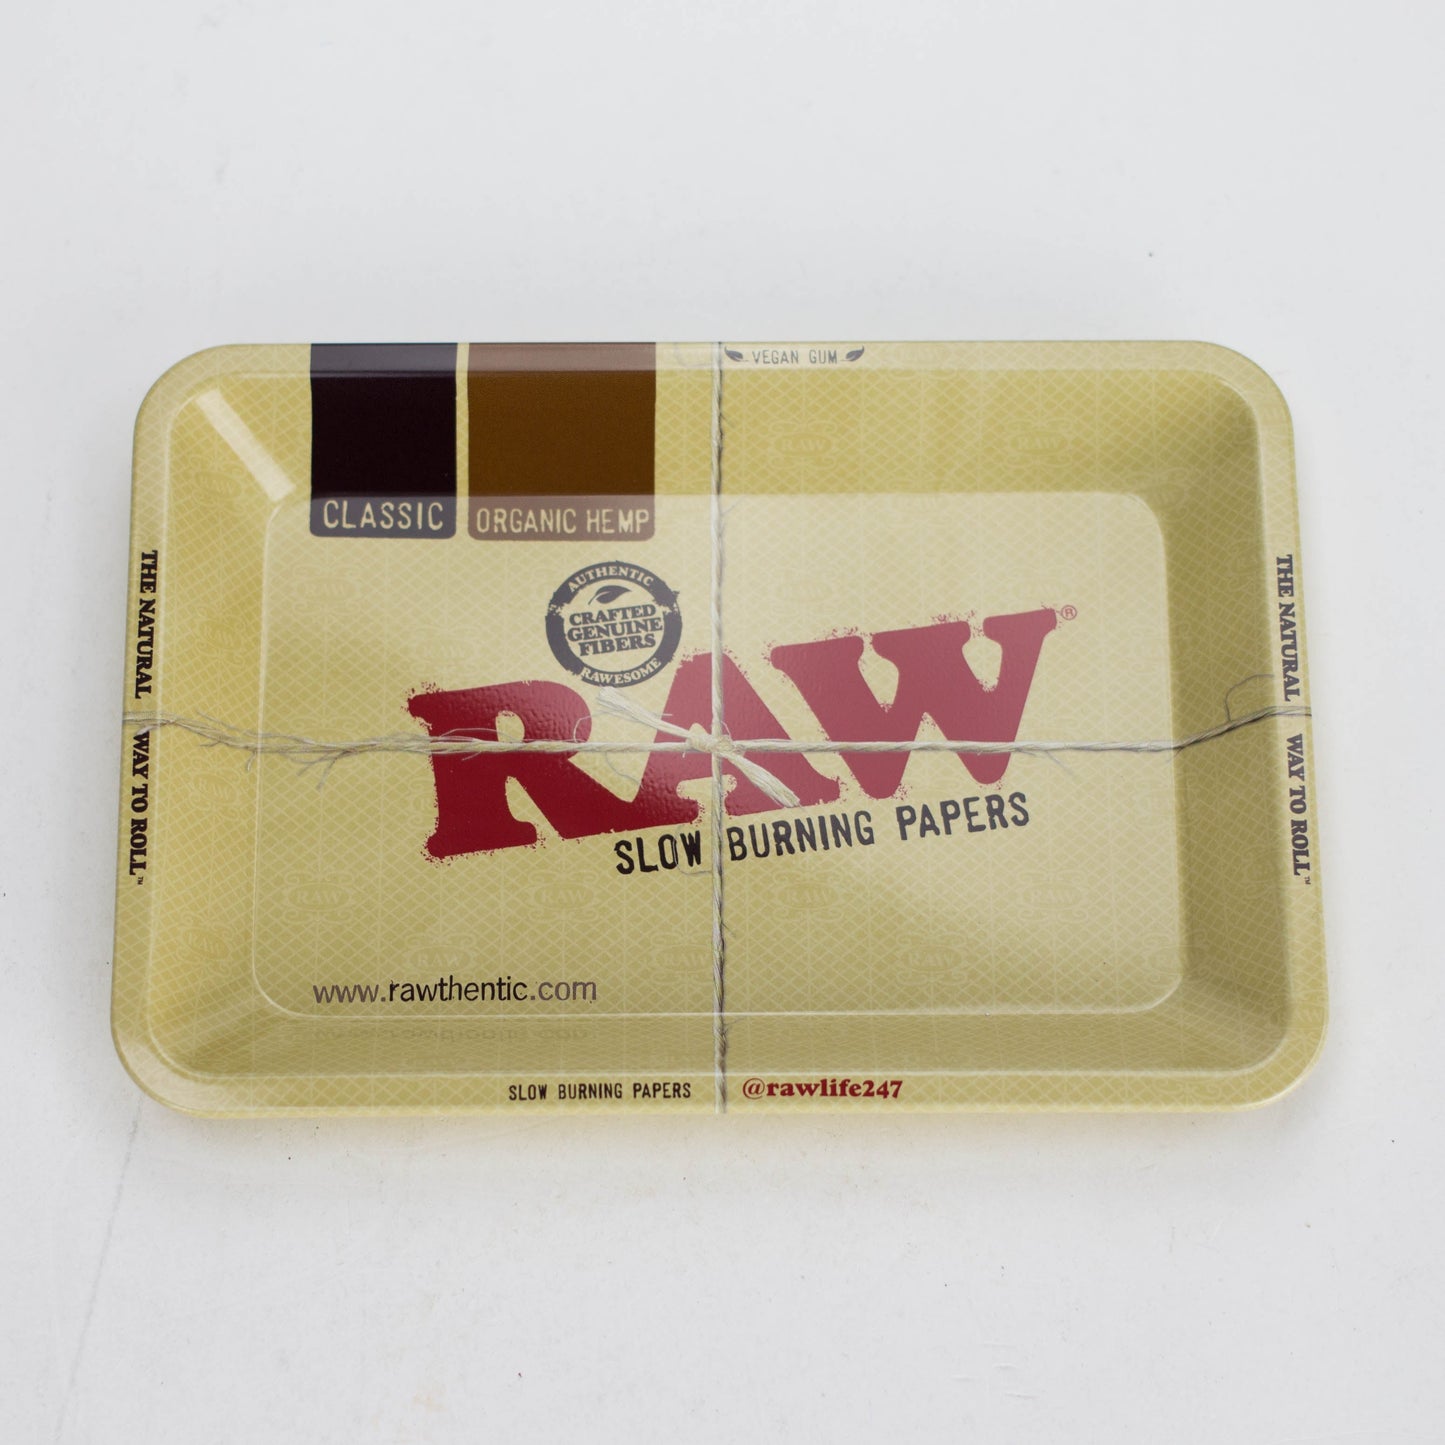 VEGAN GUM
CLASSIC
ORGANIC HEMP
AUTHENTIC
CRAFTED
GENUINE
FIBERS
RAWESOME
RAW®
SLOW BURNING PAPERS
THE NATURAL WAY TO ROLL™
THE NATURAL WAY TO ROLL™
www.rawthentic.com
SLOW BURNING PAPERS
@rawlife247